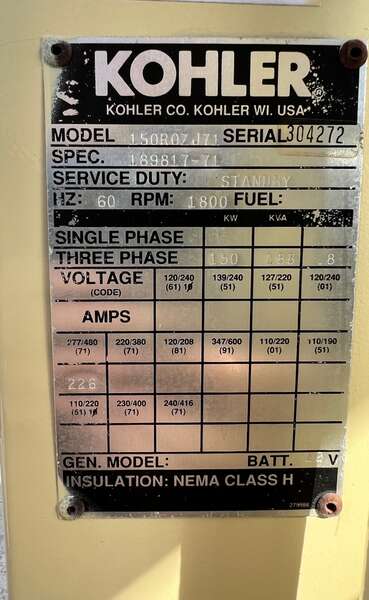 KOHLER®
KOHLER CO. KOHLER WI. USA
MODEL 150ROZJ71 SERIAL 304272
SPEC. 189817-71
SERVICE DUTY: STANDBY
HZ: 60 RPM: 1800 FUEL:
KW KVA
SINGLE PHASE
THREE PHASE 150 188 .8
VOLTAGE 120/240 139/240 127/220 120/240
(CODE) (61) 1Ø (51) (51) (01)
AMPS
277/480 220/380 120/208 347/600 110/220 110/190
(71) (71) (81) (91) (01) (51)
226
110/220 230/400 240/416
(51) 1Ø (71) (71)
GEN. MODEL: BATT. V
INSULATION: NEMA CLASS H